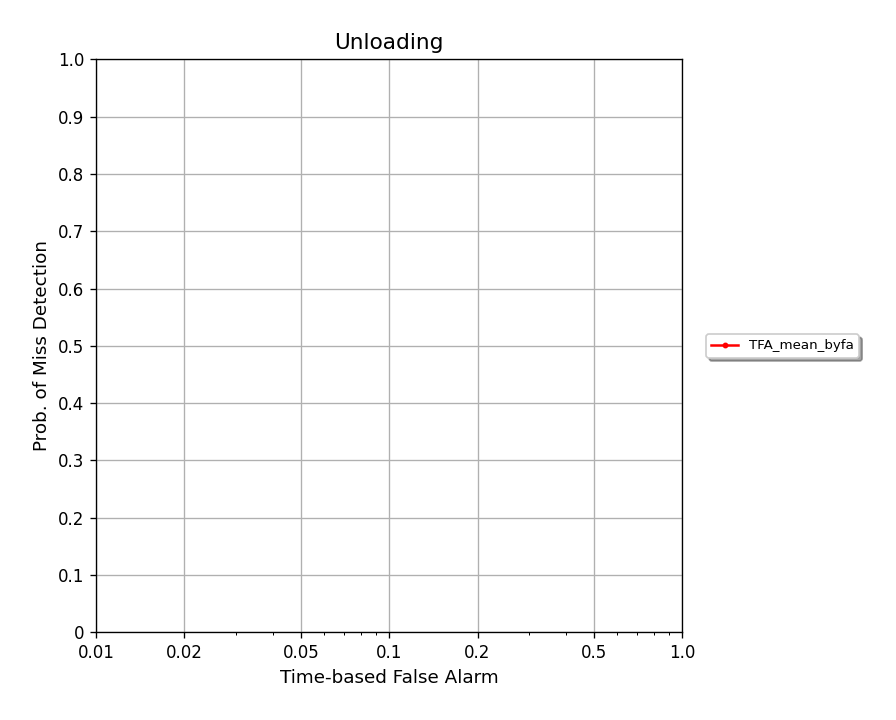 Unloading
1.0
0.9
0.8
0.7
0.6
0.5
0.4
0.3
0.2
0.1
0
Prob. of Miss Detection
0.01 0.02 0.05 0.1 0.2 0.5 1.0
Time-based False Alarm
TFA_mean_byfa